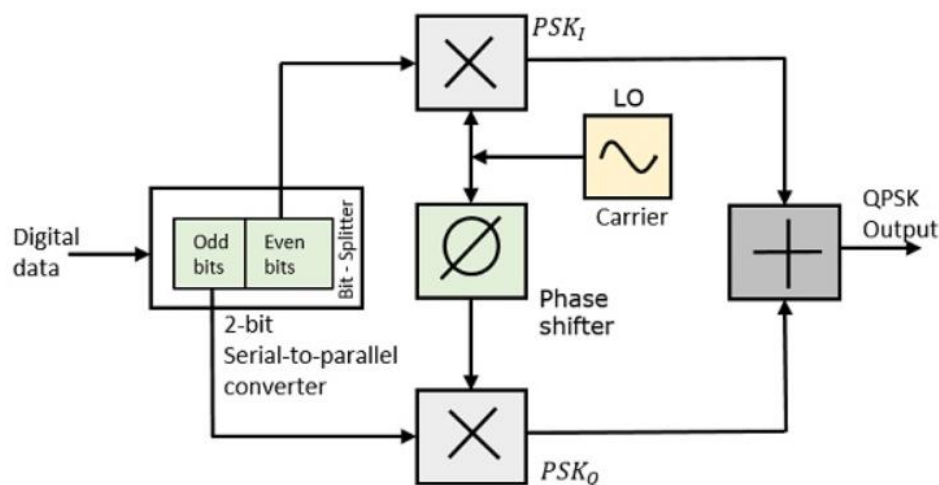 PSK_I
LO
Carrier
QPSK
Output
Digital
data
Odd
bits
Even
bits
Bit - Splitter
2-bit
Serial-to-parallel
converter
Phase
shifter
PSK_Q